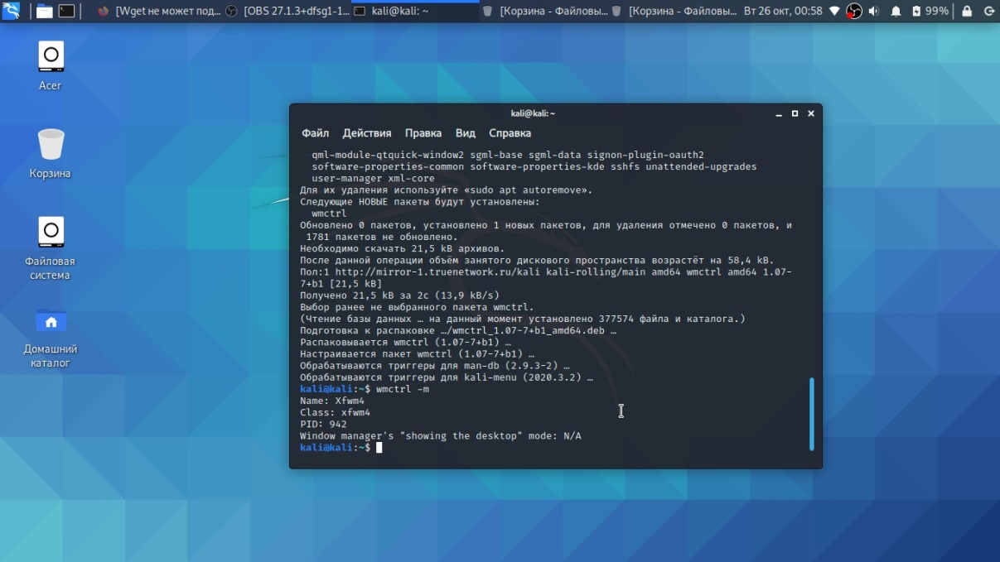 [Wget не может под... [OBS 27.1.3+dfsg1-1... kali@kali: ~ [Корзина - Файловы... [Корзина - Файловы... Вт 26 окт, 00:58 99%
Acer
Корзина
Файловая
система
Домашний
каталог
kali@kali: ~
Файл Действия Правка Вид Справка
qml-module-qtquick-window2 sgml-base sgml-data signon-plugin-oauth2
software-properties-common software-properties-kde sshfs unattended-upgrades
user-manager xml-core
Для их удаления используйте «sudo apt autoremove».
Следующие НОВЫЕ пакеты будут установлены:
wmctrl
Обновлено 0 пакетов, установлено 1 новых пакетов, для удаления отмечено 0 пакетов, и
1781 пакетов не обновлено.
Необходимо скачать 21,5 kB архивов.
После данной операции объём занятого дискового пространства возрастёт на 58,4 kB.
Пол:1 http://mirror-1.truenetwork.ru/kali kali-rolling/main amd64 wmctrl amd64 1.07-
7+b1 [21,5 kB]
Получено 21,5 kB за 2с (13,9 kB/s)
Выбор ранее не выбранного пакета wmctrl.
(Чтение базы данных … на данный момент установлено 377574 файла и каталога.)
Подготовка к распаковке …/wmctrl_1.07-7+b1_amd64.deb …
Распаковывается wmctrl (1.07-7+b1) …
Настраивается пакет wmctrl (1.07-7+b1) …
Обрабатываются триггеры для man-db (2.9.3-2) …
Обрабатываются триггеры для kali-menu (2020.3.2) …
kali@kali:~$ wmctrl -m
Name: Xfwm4
Class: xfwm4
PID: 942
Window manager's "showing the desktop" mode: N/A
kali@kali:~$